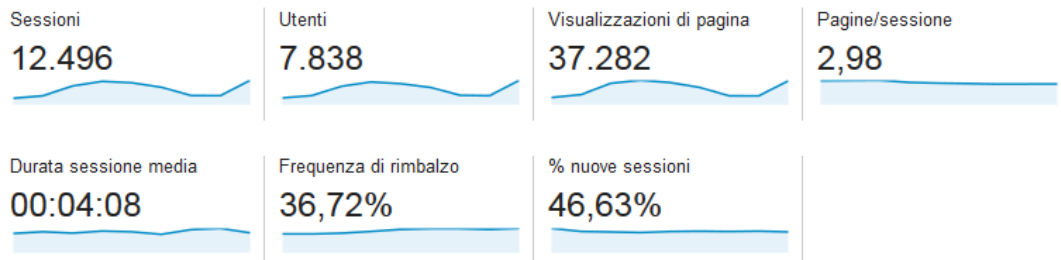 Sessioni
12.496
Utenti
7.838
Visualizzazioni di pagina
37.282
Pagine/sessione
2,98
Durata sessione media
00:04:08
Frequenza di rimbalzo
36,72%
% nuove sessioni
46,63%